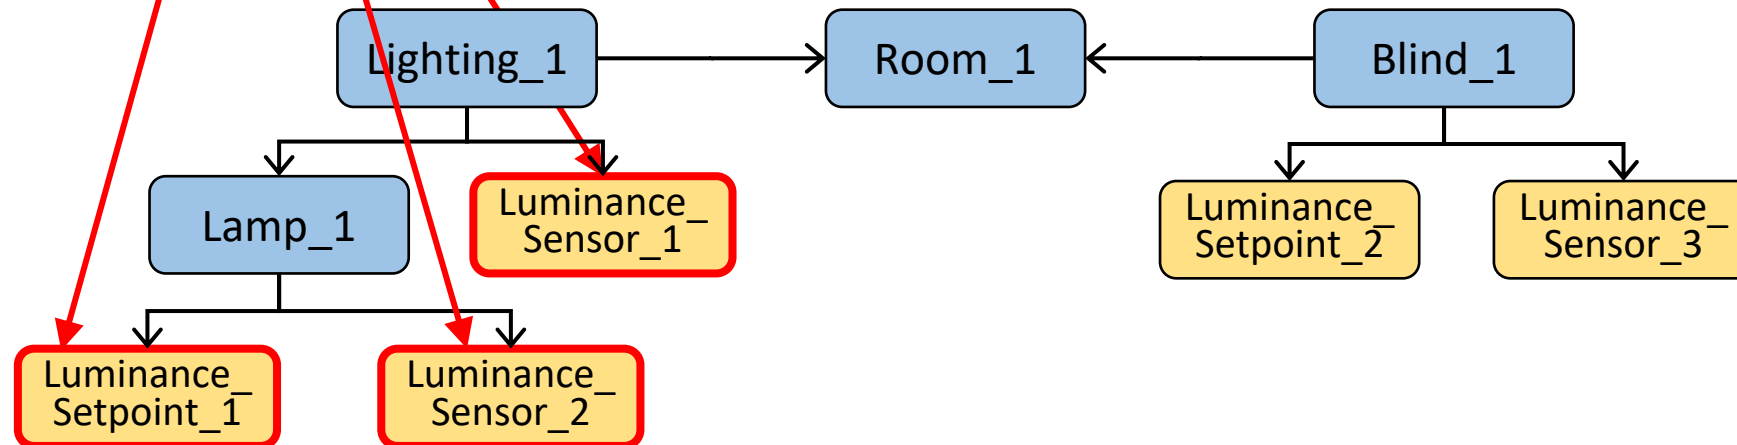 Lighting_1
Room_1
Blind_1
Lamp_1
Luminance_
Sensor_1
Luminance_
Setpoint_2
Luminance_
Sensor_3
Luminance_
Setpoint_1
Luminance_
Sensor_2